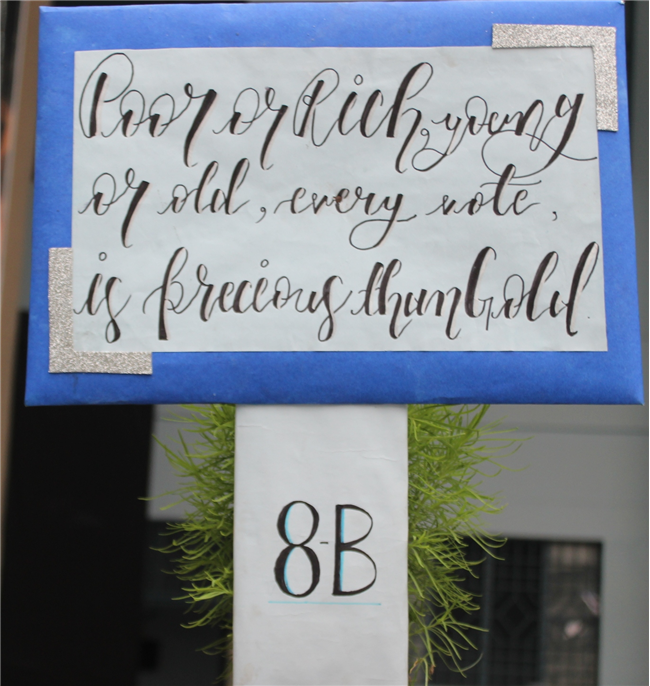 Poor or Rich, young
or old, every vote,
is precious than Gold
8-B